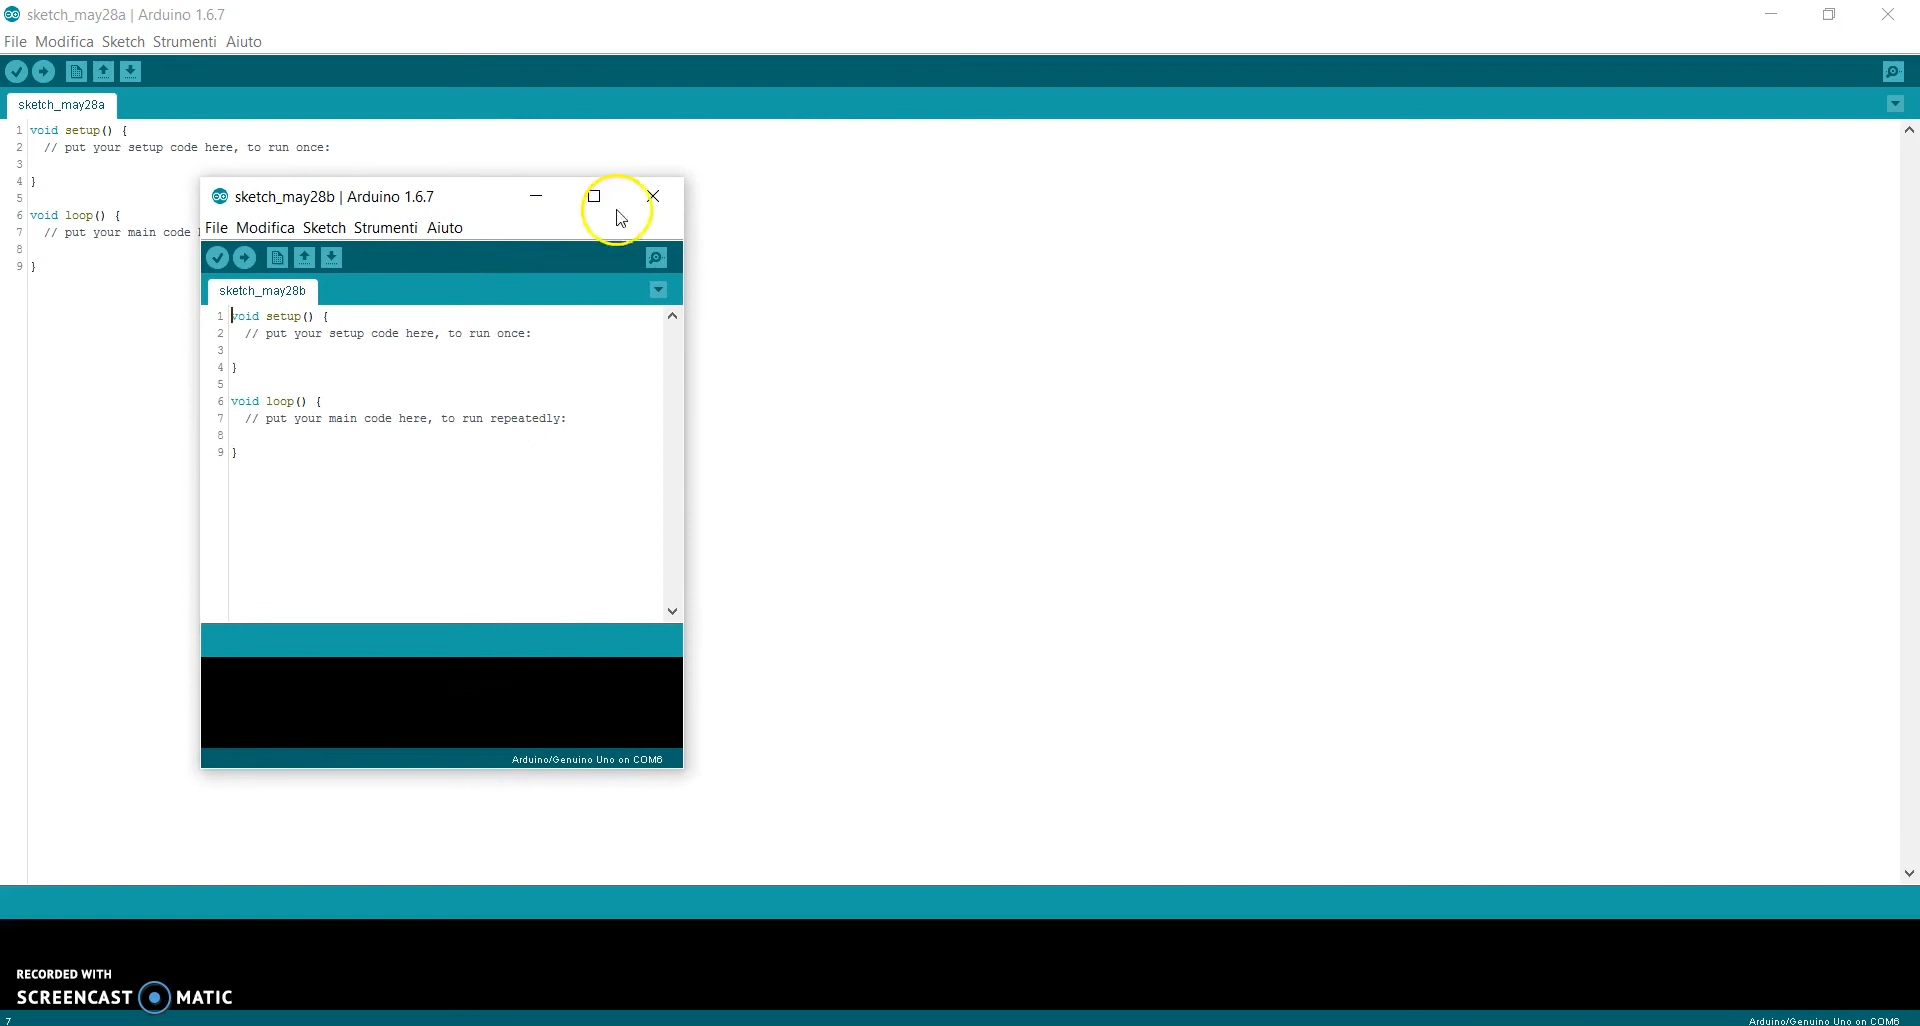 sketch_may28a | Arduino 1.6.7
File Modifica Sketch Strumenti Aiuto
sketch_may28a
1 void setup() {
2 // put your setup code here, to run once:
3
4 }
5
6 void loop() {
7 // put your main code
8
9 }
sketch_may28b | Arduino 1.6.7
File Modifica Sketch Strumenti Aiuto
sketch_may28b
1 void setup() {
2 // put your setup code here, to run once:
3
4 }
5
6 void loop() {
7 // put your main code here, to run repeatedly:
8
9 }
Arduino/Genuino Uno on COM6
RECORDED WITH
SCREENCAST MATIC
7
Arduino/Genuino Uno on COM6